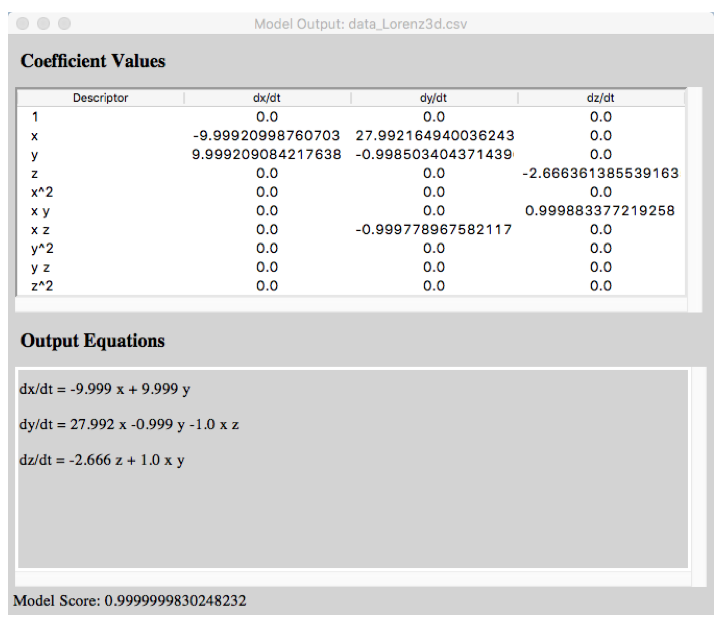 Model Output: data_Lorenz3d.csv
Coefficient Values
Descriptor dx/dt dy/dt dz/dt
1 0.0 0.0 0.0
x -9.99920998760703 27.992164940036243 0.0
y 9.999209084217638 -0.998503404371439 0.0
z 0.0 0.0 -2.666361385539163
x^2 0.0 0.0 0.0
x y 0.0 0.0 0.999883377219258
x z 0.0 -0.999778967582117 0.0
y^2 0.0 0.0 0.0
y z 0.0 0.0 0.0
z^2 0.0 0.0 0.0
Output Equations
dx/dt = -9.999 x + 9.999 y
dy/dt = 27.992 x -0.999 y -1.0 x z
dz/dt = -2.666 z + 1.0 x y
Model Score: 0.9999999830248232